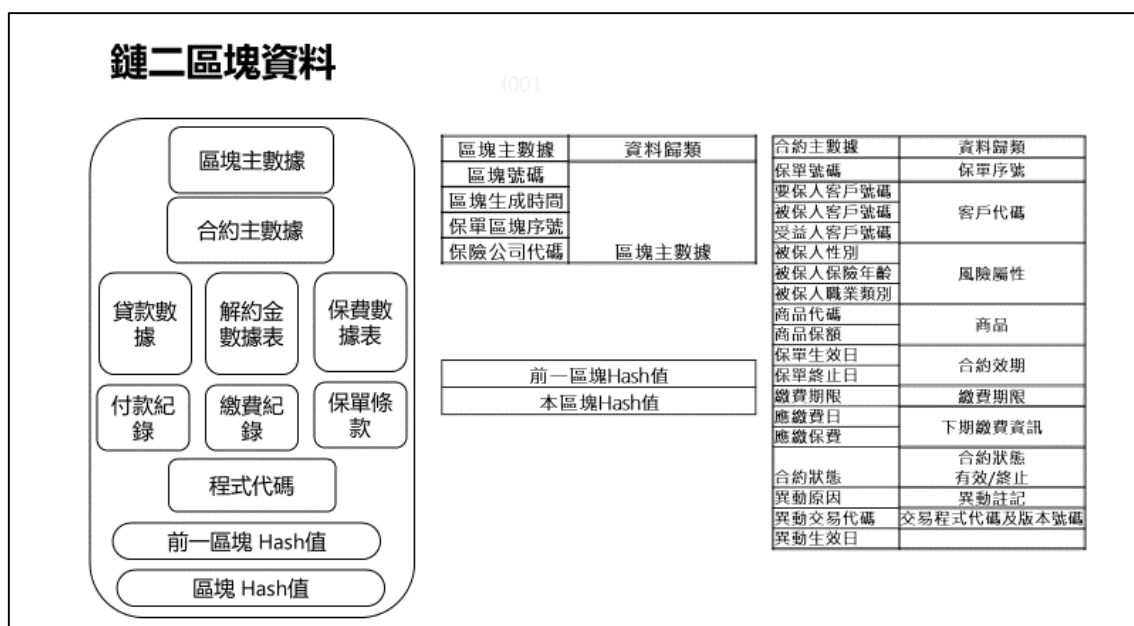 鏈二區塊資料
f001
區塊主數據
合約主數據
貸款數
據
解約金
數據表
保費數
據表
付款紀
錄
繳費紀
錄
保單條
款
程式代碼
前一區塊 Hash值
區塊 Hash值
區塊主數據 資料歸類
區塊號碼
區塊生成時間
保單區塊序號
保險公司代碼 區塊主數據
前一區塊Hash值
本區塊Hash值
合約主數據 資料歸類
保單號碼 保單序號
要保人客戶號碼
被保人客戶號碼 客戶代碼
受益人客戶號碼
被保人性別
被保人保險年齡 風險屬性
被保人職業類別
商品代碼
商品
商品保額
保單生效日
合約效期
保單終止日
繳費期限 繳費期限
應繳費日
下期繳費資訊
應繳保費
合約狀態
合約狀態 有效/終止
異動原因 異動註記
異動交易代碼 交易程式代碼及版本號碼
異動生效日